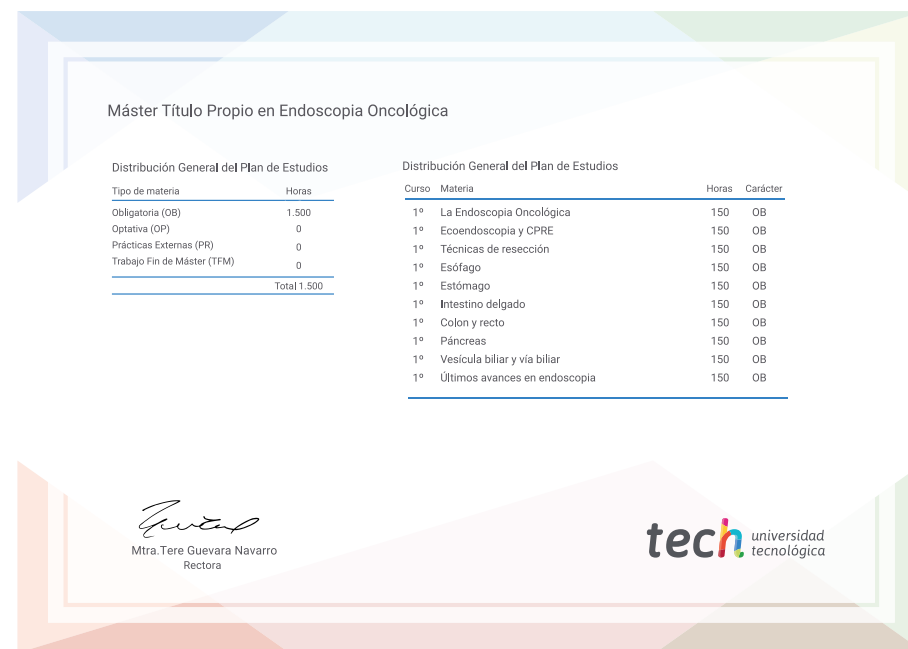 Máster Título Propio en Endoscopia Oncológica
Distribución General del Plan de Estudios
Tipo de materia Horas
Obligatoria (OB) 1.500
Optativa (OP) 0
Prácticas Externas (PR) 0
Trabajo Fin de Máster (TFM) 0
Total 1.500
Distribución General del Plan de Estudios
Curso Materia Horas Carácter
1º La Endoscopia Oncológica 150 OB
1º Ecoendoscopia y CPRE 150 OB
1º Técnicas de resección 150 OB
1º Esófago 150 OB
1º Estómago 150 OB
1º Intestino delgado 150 OB
1º Colon y recto 150 OB
1º Páncreas 150 OB
1º Vesícula biliar y vía biliar 150 OB
1º Últimos avances en endoscopia 150 OB
Mtra.Tere Guevara Navarro
Rectora
tech universidad
tecnológica